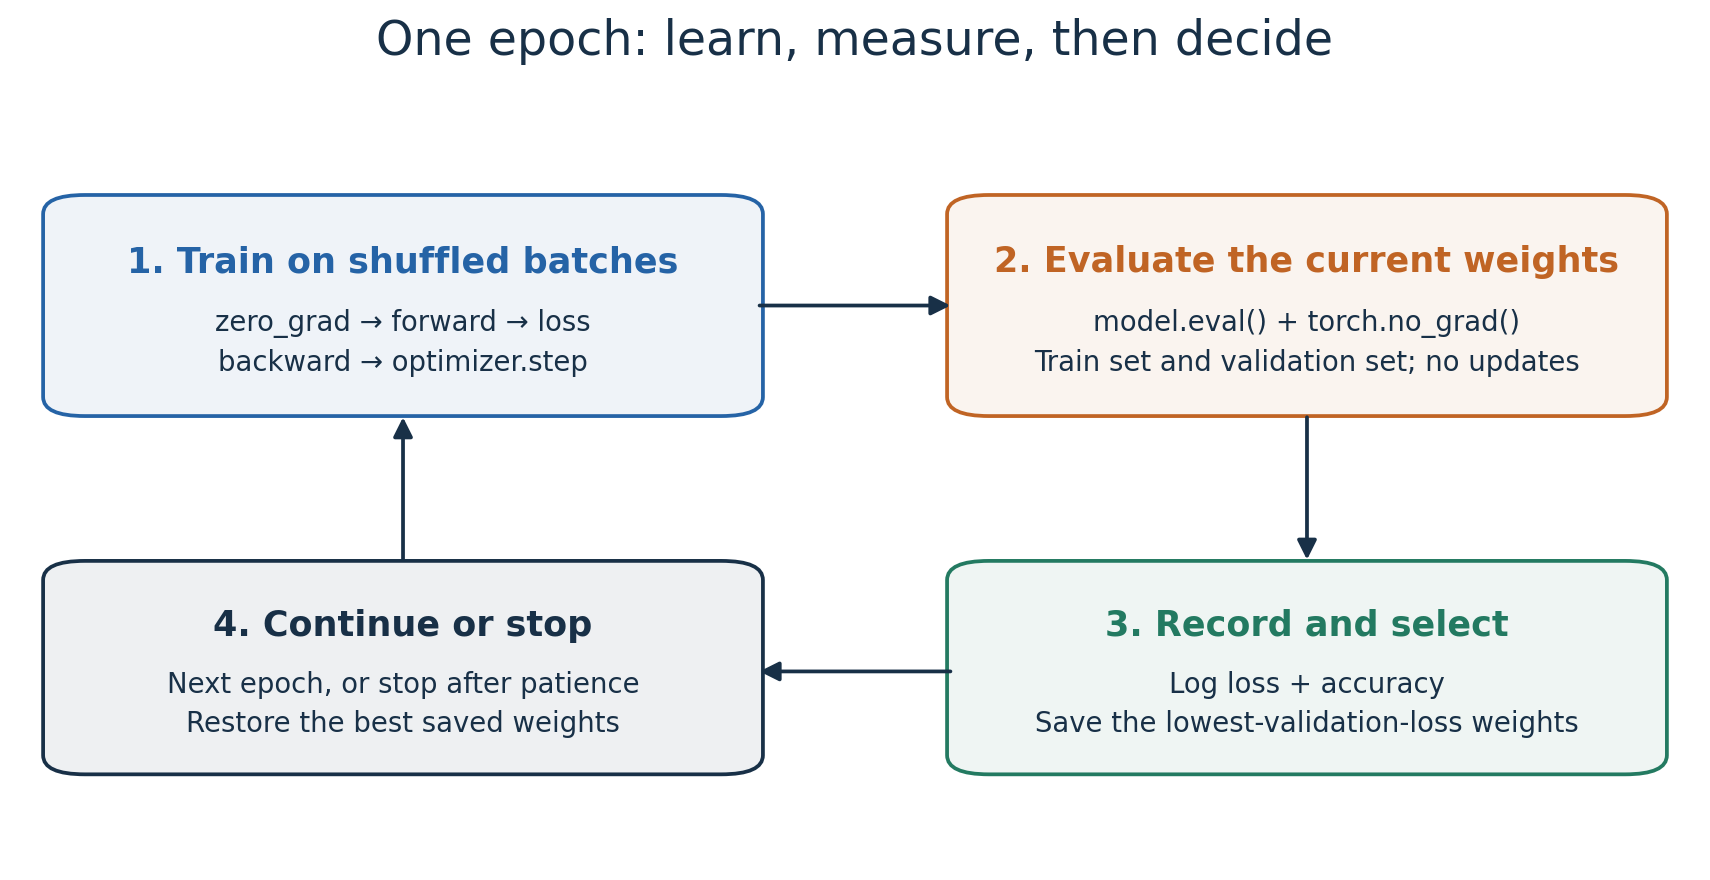 One epoch: learn, measure, then decide
1. Train on shuffled batches
zero_grad → forward → loss
backward → optimizer.step
2. Evaluate the current weights
model.eval() + torch.no_grad()
Train set and validation set; no updates
3. Record and select
Log loss + accuracy
Save the lowest-validation-loss weights
4. Continue or stop
Next epoch, or stop after patience
Restore the best saved weights